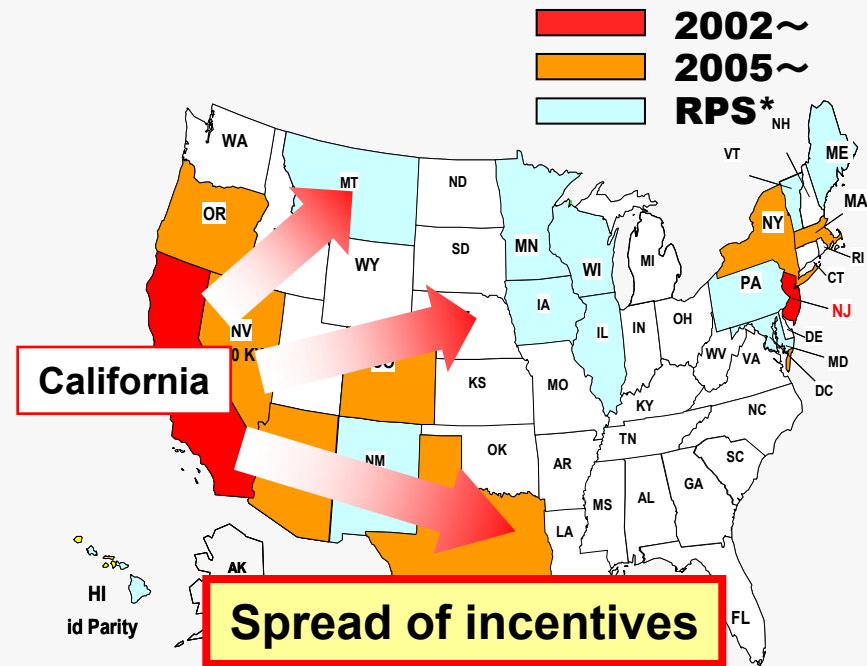 2002～
2005～
RPS*
NH
WA
VT
ME
MT
ND
MA
OR
NY
MN
SD
WI
MI
RI
WY
CT
PA
IA
NJ
NV
IL
IN
OH
DE
0 K
WV
VA
MD
California
KS
MO
DC
KY
NC
TN
OK
NM
AR
SC
MS
AL
GA
LA
AK
HI
id Parity
Spread of incentives
FL